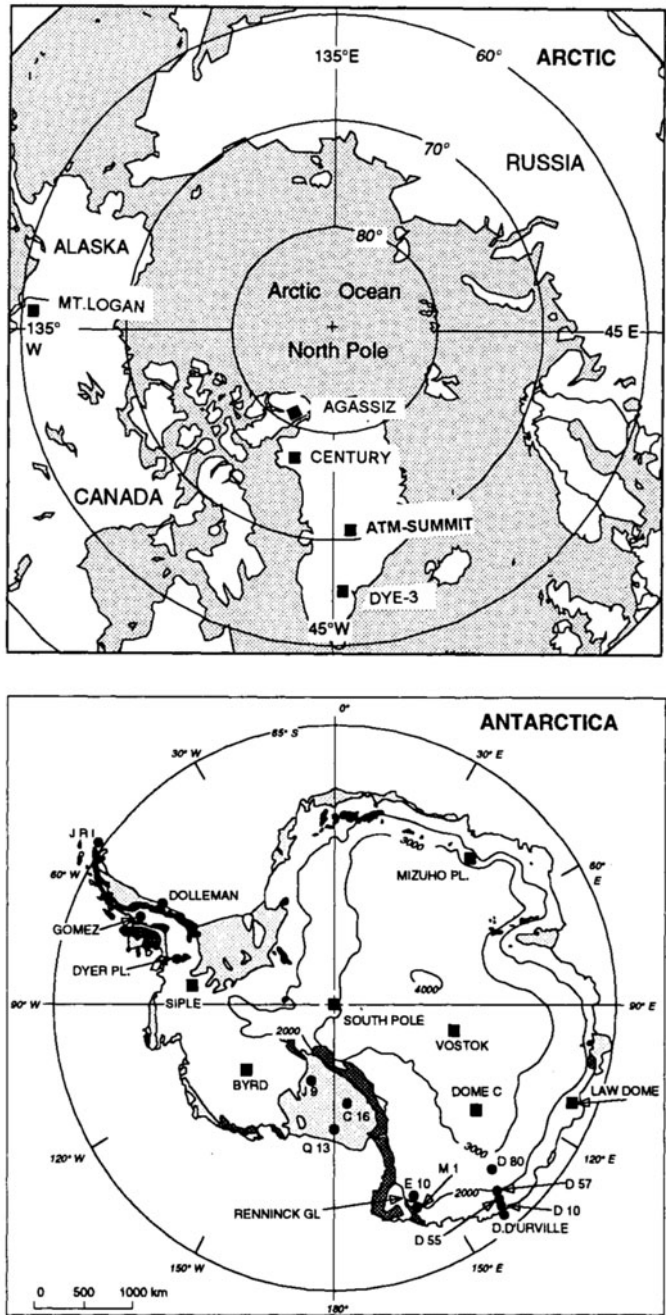 135°E
60°
ARCTIC
70°
RUSSIA
80°
ALASKA
MT.LOGAN
135°
W
Arctic Ocean
North Pole
45 E
AGASSIZ
CENTURY
CANADA
ATM-SUMMIT
DYE-3
45°W
0°
ANTARCTICA
65° S
30° W
30° E
J R I
60° W
3000
60°
E
MIZUHO PL.
DOLLEMAN
GOMEZ
DYER PL.
SIPLE
4000
90° W
90 E
SOUTH POLE
2000
VOSTOK
BYRD
J 9
C 16
DOME C
LAW DOME
Q 13
3000
120° W
120° E
D 80
M 1
E 10
2000
D 57
RENNINCK GL
D 10
D 55
D.D'URVILLE
150° W
150° E
180°
0 500 1000 km